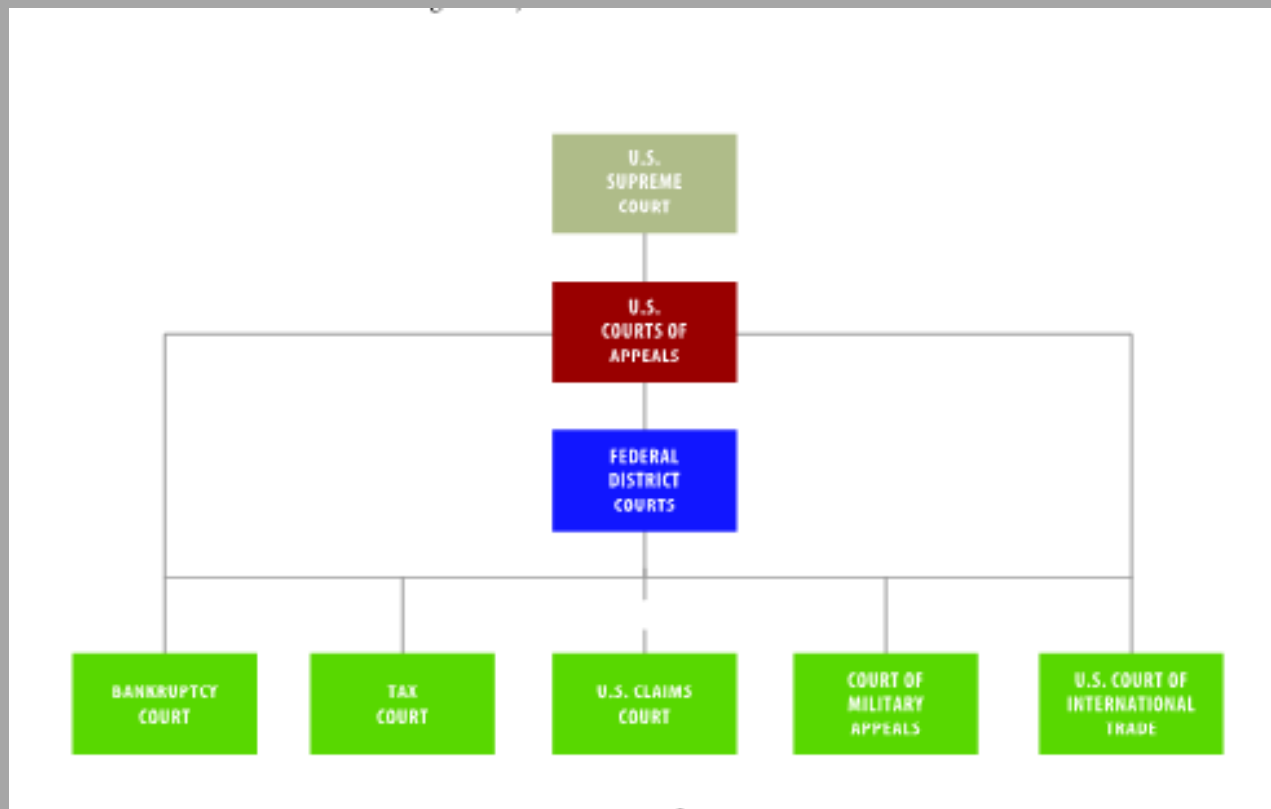 U.S.
SUPREME
COURT
U.S.
COURTS OF
APPEALS
FEDERAL
DISTRICT
COURTS
BANKRUPTCY
COURT
TAX
COURT
U.S. CLAIMS
COURT
COURT OF
MILITARY
APPEALS
U.S. COURT OF
INTERNATIONAL
TRADE